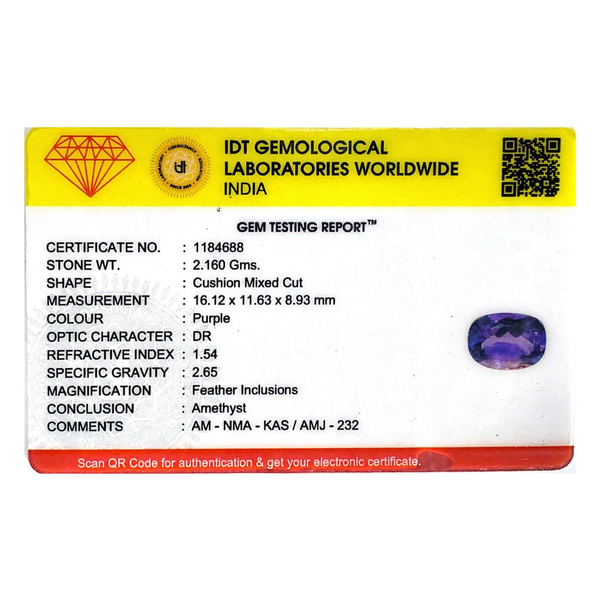 IDT GEMOLOGICAL
LABORATORIES WORLDWIDE
INDIA
GEM TESTING REPORT™
CERTIFICATE NO. : 1184688
STONE WT. : 2.160 Gms.
SHAPE : Cushion Mixed Cut
MEASUREMENT : 16.12 x 11.63 x 8.93 mm
COLOUR : Purple
OPTIC CHARACTER : DR
REFRACTIVE INDEX : 1.54
SPECIFIC GRAVITY : 2.65
MAGNIFICATION : Feather Inclusions
CONCLUSION : Amethyst
COMMENTS : AM - NMA - KAS / AMJ - 232
Scan QR Code for authentication & get your electronic certificate.